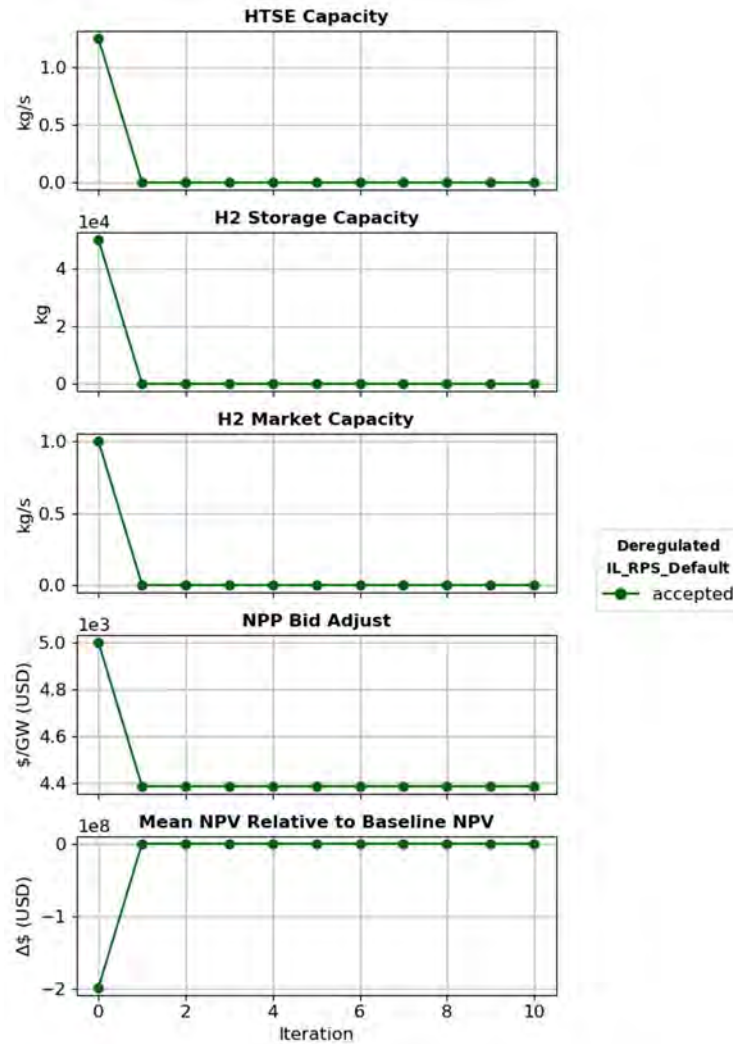 HTSE Capacity
1.0
0.5
0.0
kg/s
H2 Storage Capacity
1e4
4
2
0
kg
H2 Market Capacity
1.0
0.5
0.0
kg/s
Deregulated
IL_RPS_Default
accepted
NPP Bid Adjust
1e3
5.0
4.8
4.6
4.4
$/GW (USD)
Mean NPV Relative to Baseline NPV
1e8
0
−1
−2
Δ$ (USD)
0 2 4 6 8 10
Iteration